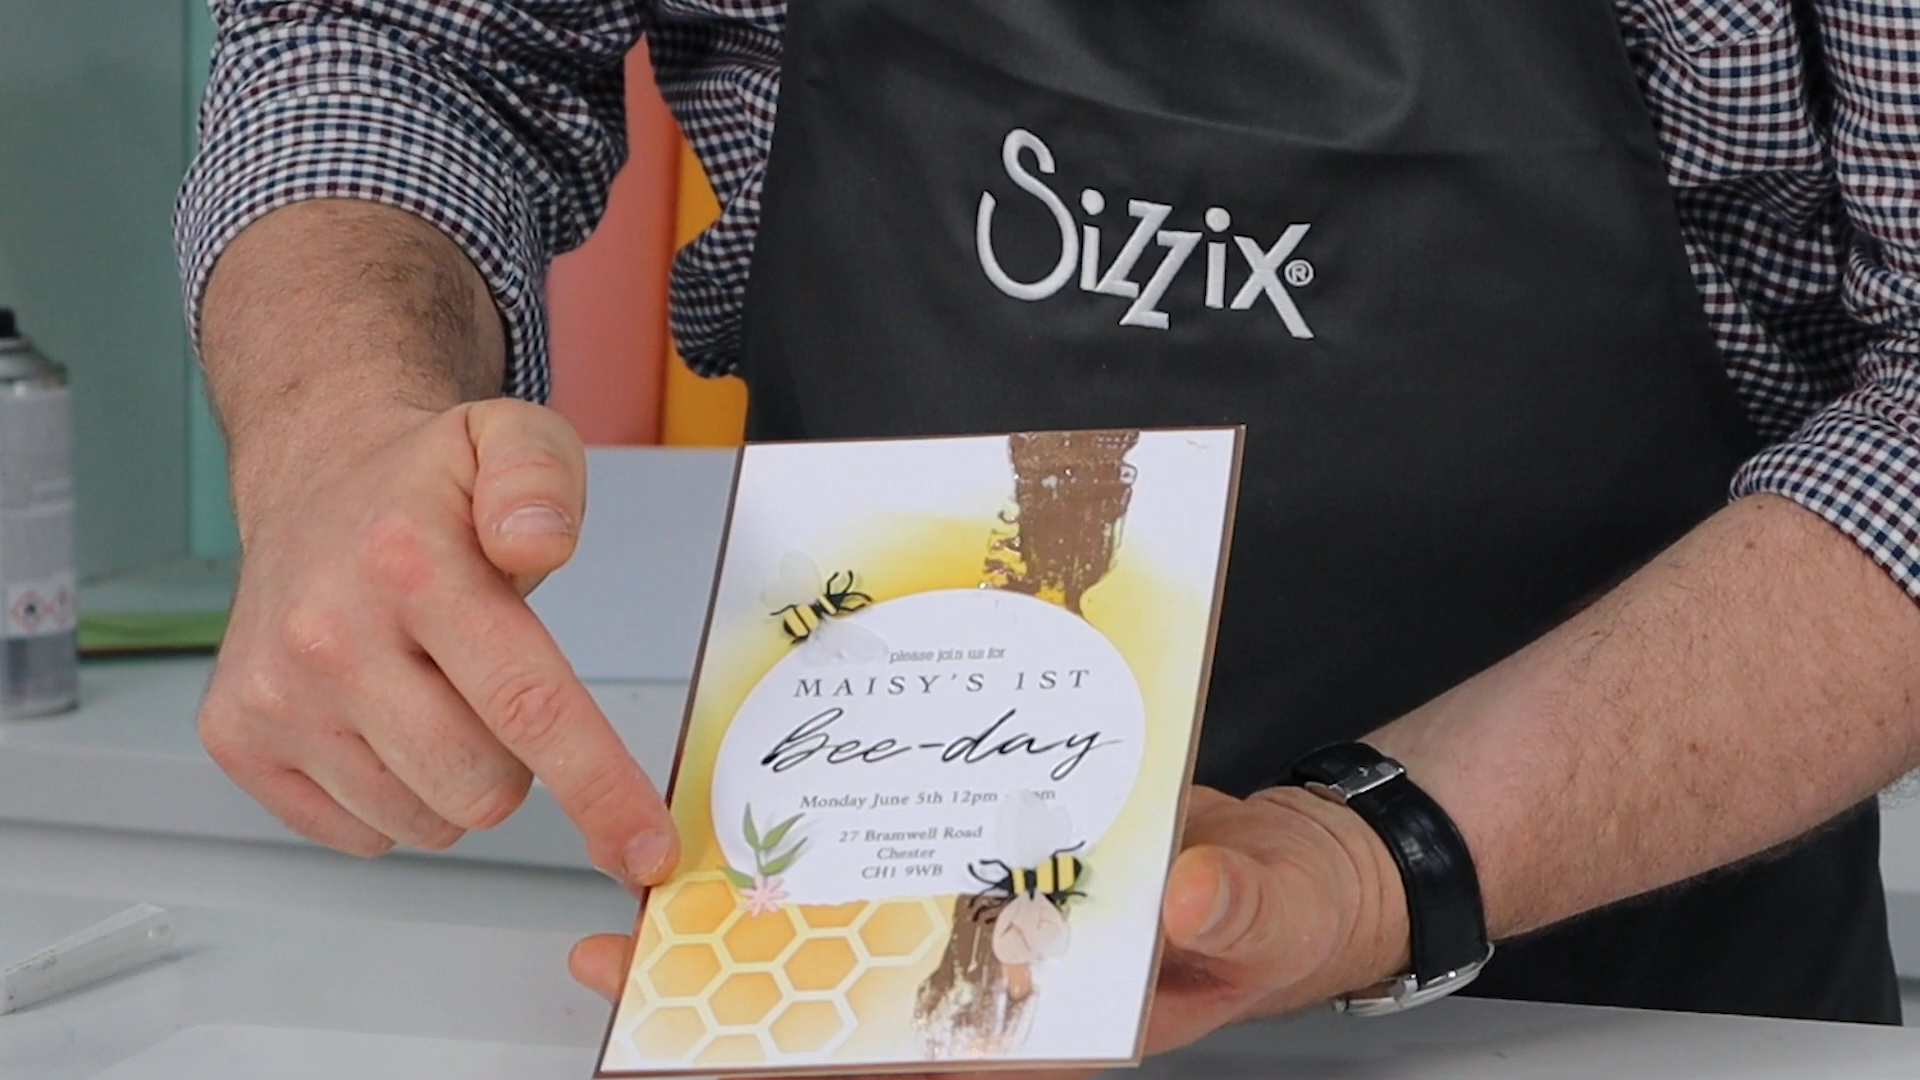 Sizzix®
please join us for
MAISY'S 1ST
bee-day
Monday June 5th 12pm
27 Bramwell Road
Chester
CH1 9WB